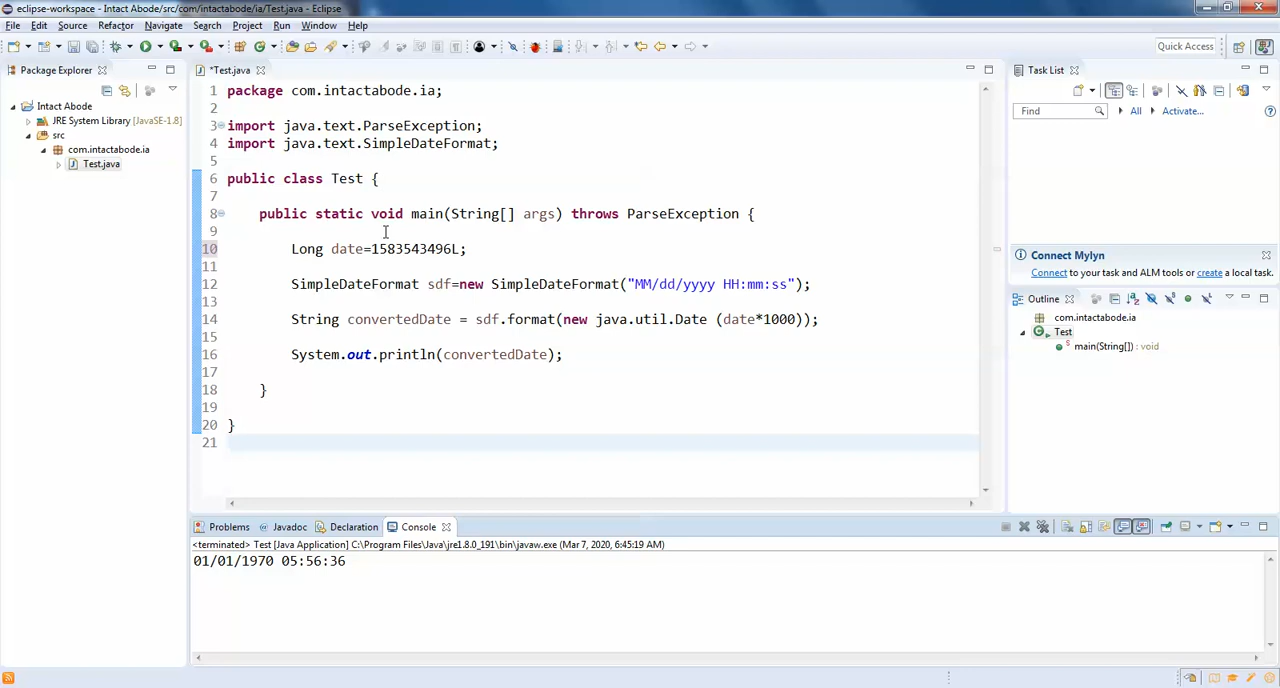 eclipse-workspace - Intact Abode/src/com/intactabode/ia/Test.java - Eclipse
File Edit Source Refactor Navigate Search Project Run Window Help
Quick Access
Package Explorer
Intact Abode
JRE System Library [JavaSE-1.8]
src
com.intactabode.ia
Test.java
*Test.java
1 package com.intactabode.ia;
2
3 import java.text.ParseException;
4 import java.text.SimpleDateFormat;
5
6 public class Test {
7
8 public static void main(String[] args) throws ParseException {
9
10 Long date=1583543496L;
11
12 SimpleDateFormat sdf=new SimpleDateFormat("MM/dd/yyyy HH:mm:ss");
13
14 String convertedDate = sdf.format(new java.util.Date (date*1000));
15
16 System.out.println(convertedDate);
17
18 }
19
20 }
21
Task List
Find All Activate...
Connect Mylyn
Connect to your task and ALM tools or create a local task.
Outline
com.intactabode.ia
Test
main(String[]) : void
Problems Javadoc Declaration Console
<terminated> Test [Java Application] C:\Program Files\Java\jre1.8.0_191\bin\javaw.exe (Mar 7, 2020, 6:45:19 AM)
01/01/1970 05:56:36